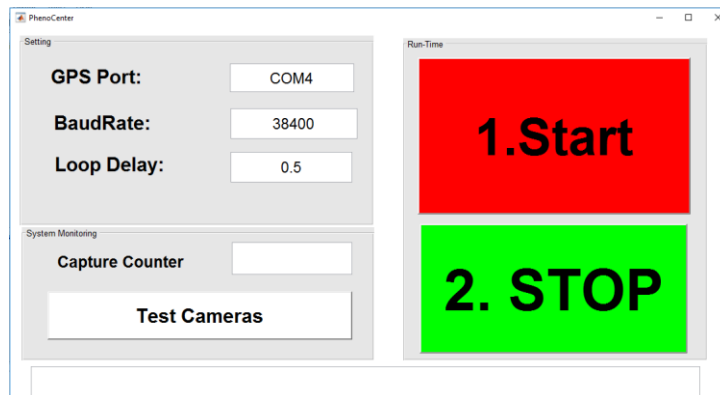 PhenoCenter
Setting
GPS Port:
COM4
BaudRate:
38400
Loop Delay:
0.5
System Monitoring
Capture Counter
Test Cameras
Run-Time
1.Start
2. STOP